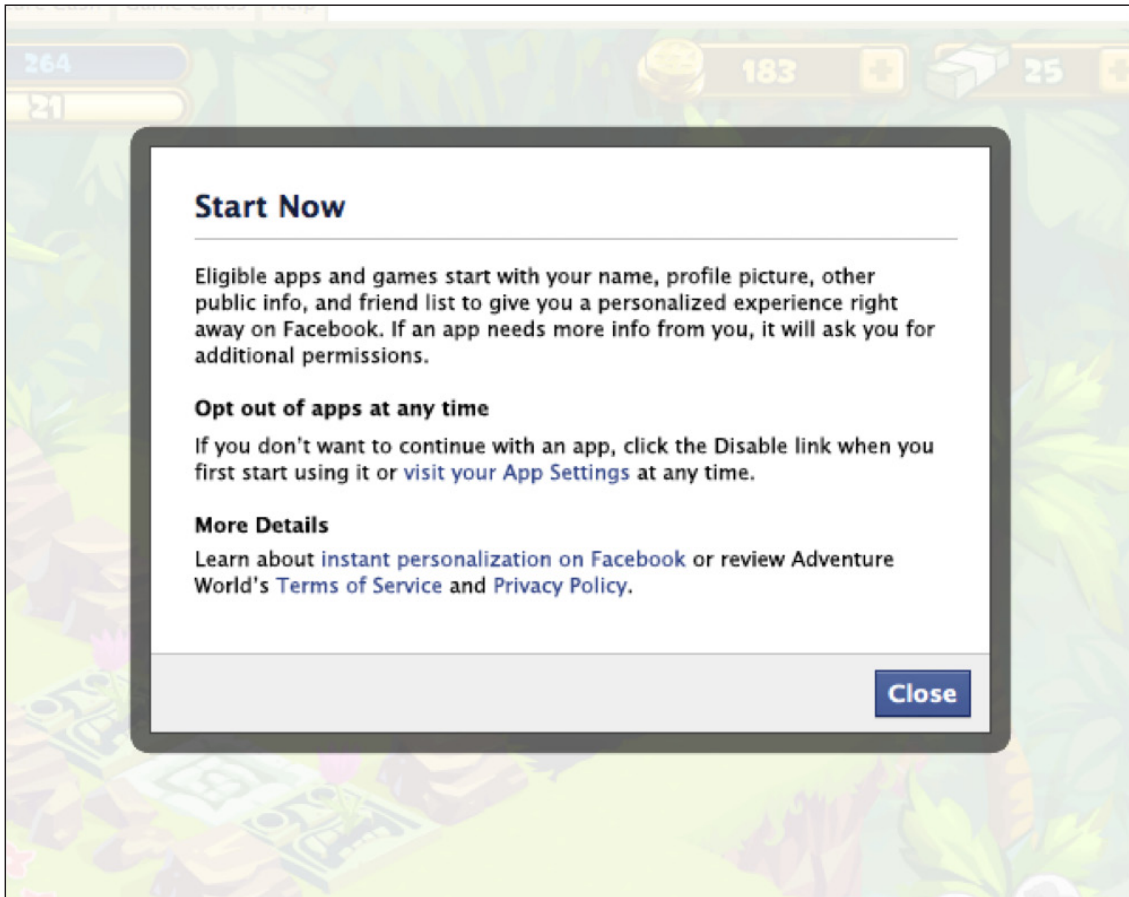 Game Cards Help
264
183
25
21
Start Now
Eligible apps and games start with your name, profile picture, other
public info, and friend list to give you a personalized experience right
away on Facebook. If an app needs more info from you, it will ask you for
additional permissions.
Opt out of apps at any time
If you don't want to continue with an app, click the Disable link when you
first start using it or visit your App Settings at any time.
More Details
Learn about instant personalization on Facebook or review Adventure
World's Terms of Service and Privacy Policy.
Close